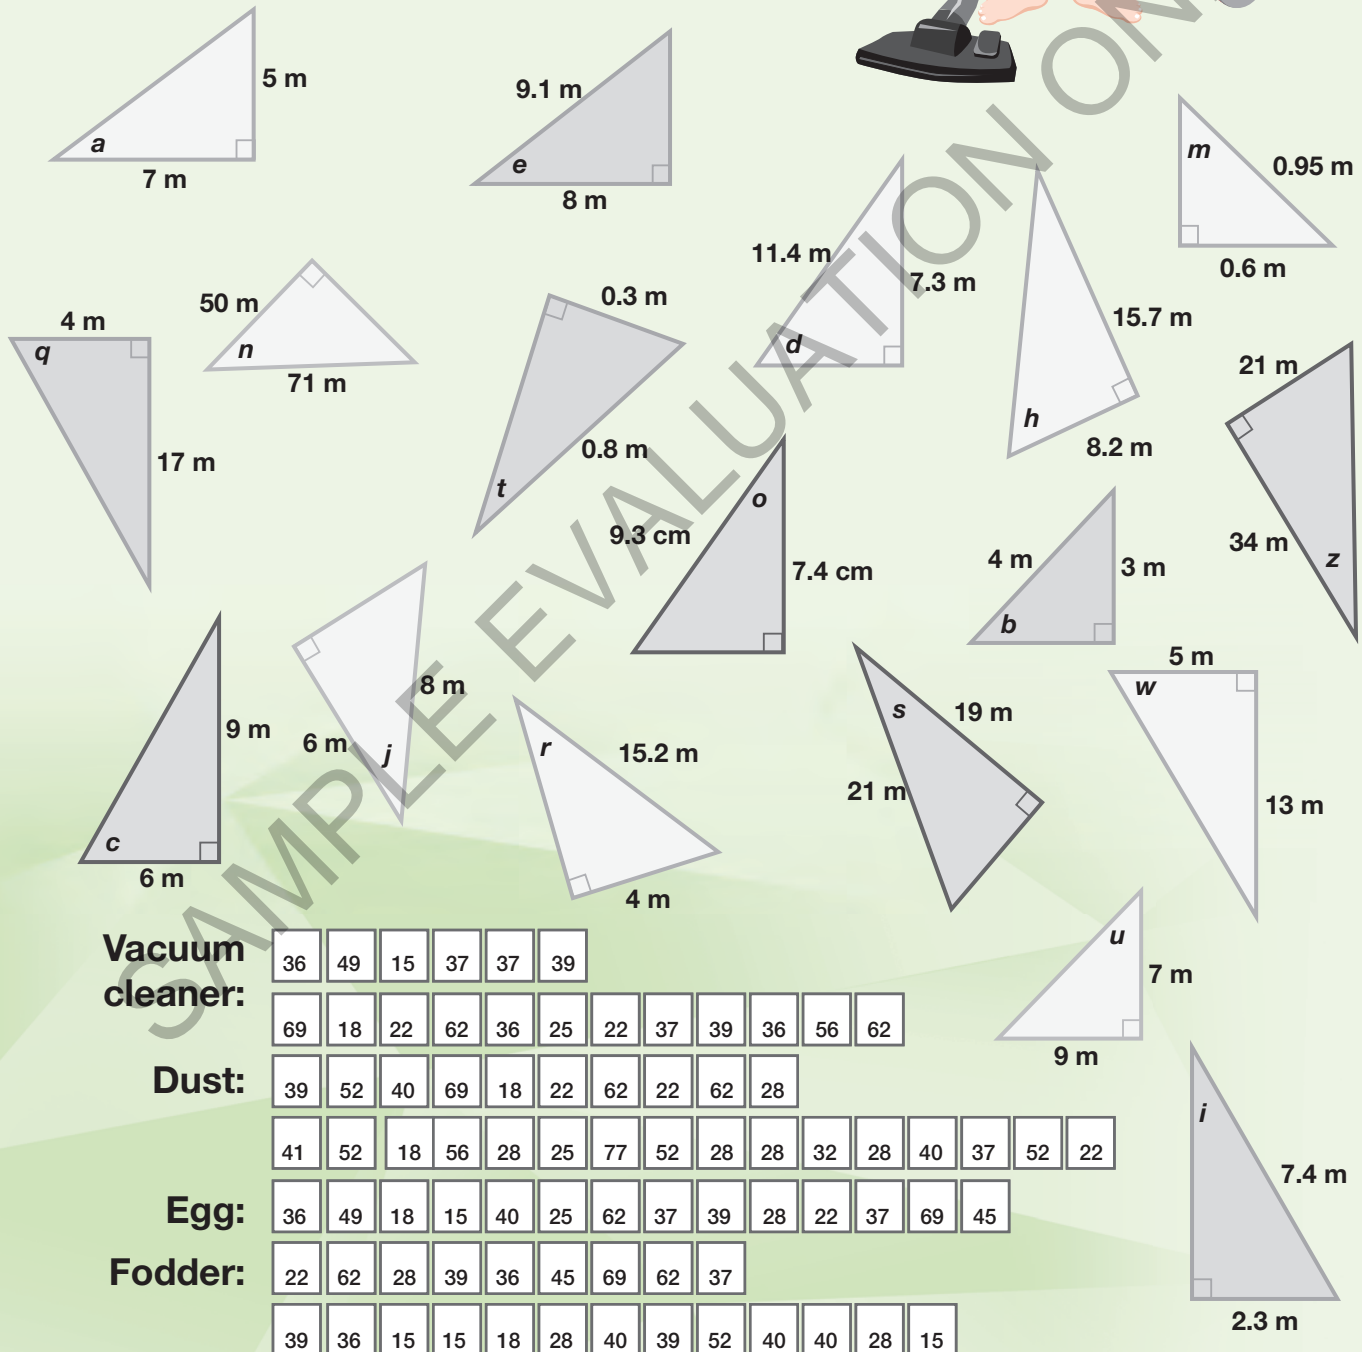 5 m
a
7 m
9.1 m
e
8 m
m
0.95 m
0.6 m
11.4 m
7.3 m
d
50 m
n
71 m
0.3 m
0.8 m
t
4 m
q
17 m
15.7 m
h
8.2 m
21 m
34 m
z
o
9.3 cm
7.4 cm
4 m
3 m
b
9 m
c
6 m
8 m
6 m
j
r
15.2 m
4 m
s
19 m
21 m
5 m
w
13 m
u
7 m
9 m
i
7.4 m
2.3 m
Vacuum
cleaner:
36 49 15 37 37 39
69 18 22 62 36 25 22 37 39 36 56 62
Dust:
39 52 40 69 18 22 62 22 62 28
41 52 18 56 28 25 77 52 28 28 32 28 40 37 52 22
Egg:
36 49 18 15 40 25 62 37 39 28 22 37 69 45
Fodder:
22 62 28 39 36 45 69 62 37
39 36 15 15 18 28 40 39 52 40 40 28 15
SAMPLE EVALUATION ON